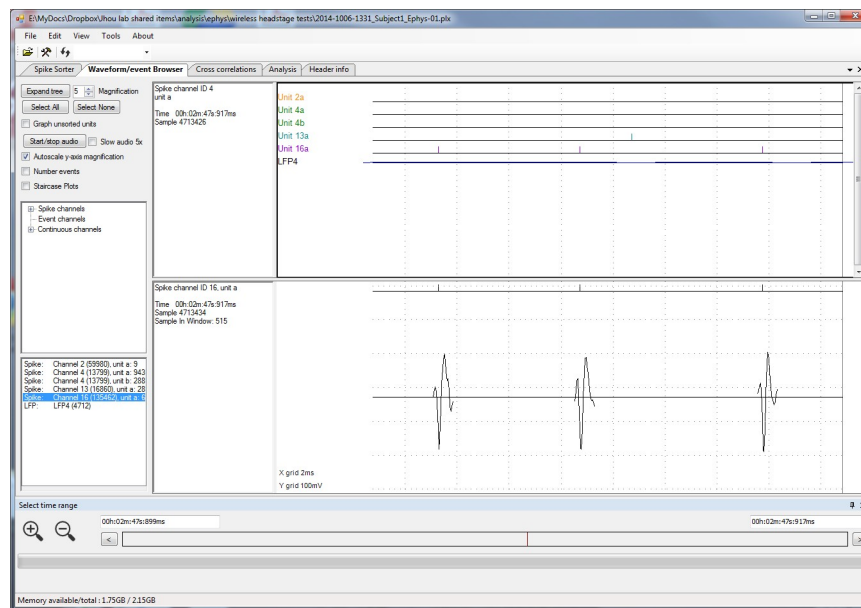 E:\MyDocs\Dropbox\Jhou lab shared items\analysis\ephys\wireless headstage tests\2014-1006-1331_Subject1_Ephys-01.plx
File Edit View Tools About
Spike Sorter Waveform/event Browser Cross correlations Analysis Header info
Expand tree 5 Magnification
Select All Select None
Graph unsorted units
Start/stop audio Slow audio 5x
Autoscale y-axis magnification
Number events
Staircase Plots
Spike channels
Event channels
Continuous channels
Spike: Channel 2 (59980), unit a: 9
Spike: Channel 4 (13799), unit a: 943
Spike: Channel 4 (13799), unit b: 288
Spike: Channel 13 (16860), unit a: 28
Spike: Channel 16 (135462), unit a: 6
LFP: LFP4 (4712)
Spike channel ID 4
unit a
Time 00h:02m:47s:917ms
Sample 4713426
Unit 2a
Unit 4a
Unit 4b
Unit 13a
Unit 16a
LFP4
Spike channel ID 16, unit a
Time 00h:02m:47s:917ms
Sample 4713434
Sample In Window: 515
X grid 2ms
Y grid 100mV
Select time range
00h:02m:47s:899ms
00h:02m:47s:917ms
< >
Memory available/total : 1.75GB / 2.15GB